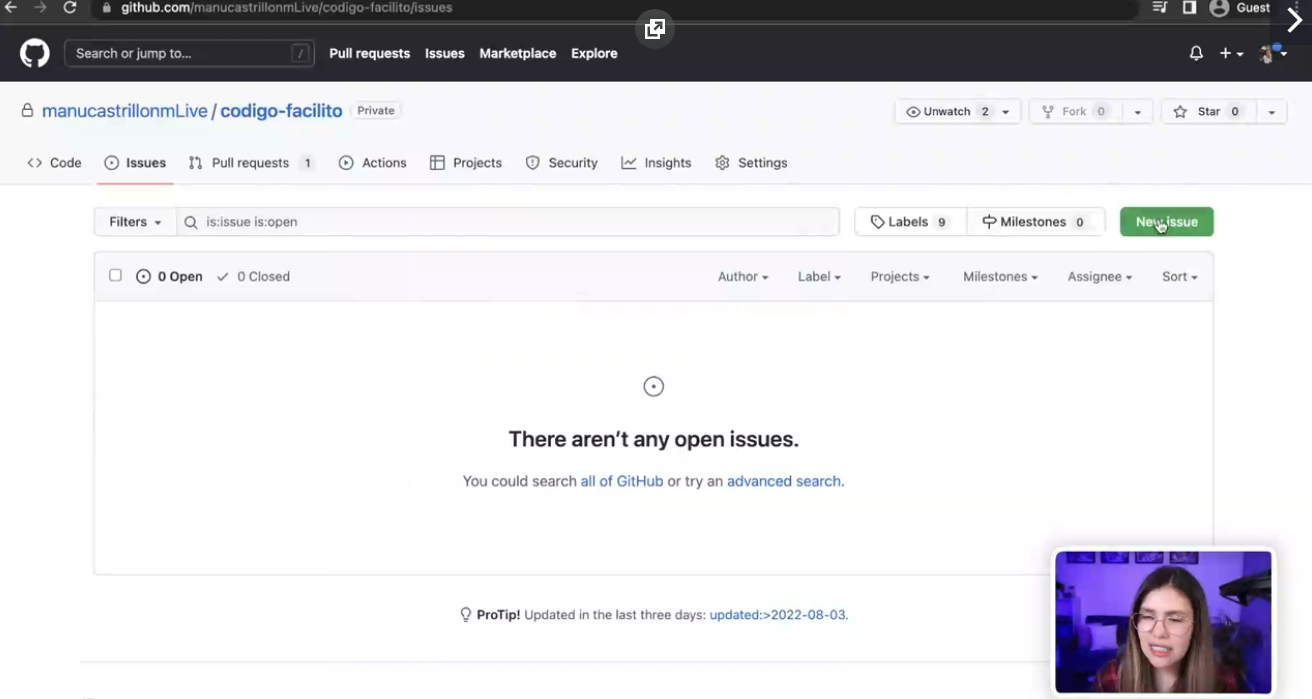 github.com/manucastrillonmLive/codigo-facilito/issues Guest
Search or jump to... / Pull requests Issues Marketplace Explore
manucastrillonmLive / codigo-facilito Private Unwatch 2 Fork 0 Star 0
Code Issues Pull requests 1 Actions Projects Security Insights Settings
Filters is:issue is:open Labels 9 Milestones 0 New issue
0 Open 0 Closed Author Label Projects Milestones Assignee Sort
There aren't any open issues.
You could search all of GitHub or try an advanced search.
ProTip! Updated in the last three days: updated:>2022-08-03.